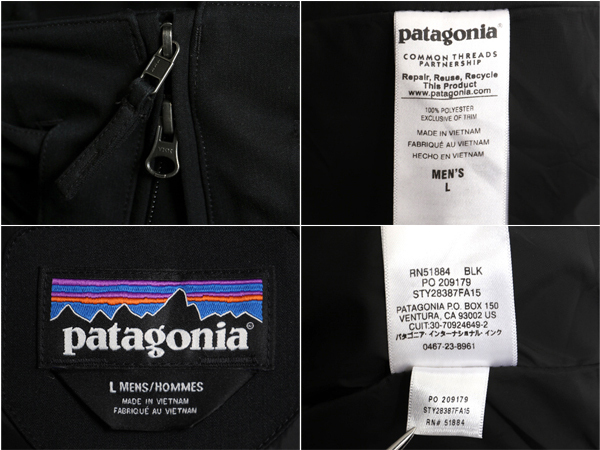 YKK
patagonia®
COMMON THREADS
PARTNERSHIP
Repair, Reuse, Recycle
This Product
www.patagonia.com
100% POLYESTER
EXCLUSIVE OF TRIM
MADE IN VIETNAM
FABRIQUÉ AU VIETNAM
HECHO EN VIETNAM
MEN'S
L
patagonia®
L MENS/HOMMES
MADE IN VIETNAM
FABRIQUÉ AU VIETNAM
RN51884 BLK
PO 209179
STY28387FA15
PATAGONIA P.O. BOX 150
VENTURA, CA 93002 US
CUIT:30-70924649-2
パタゴニア・インターナショナル・インク
0467-23-8961
PO 209179
STY28387FA15
RN# 51884